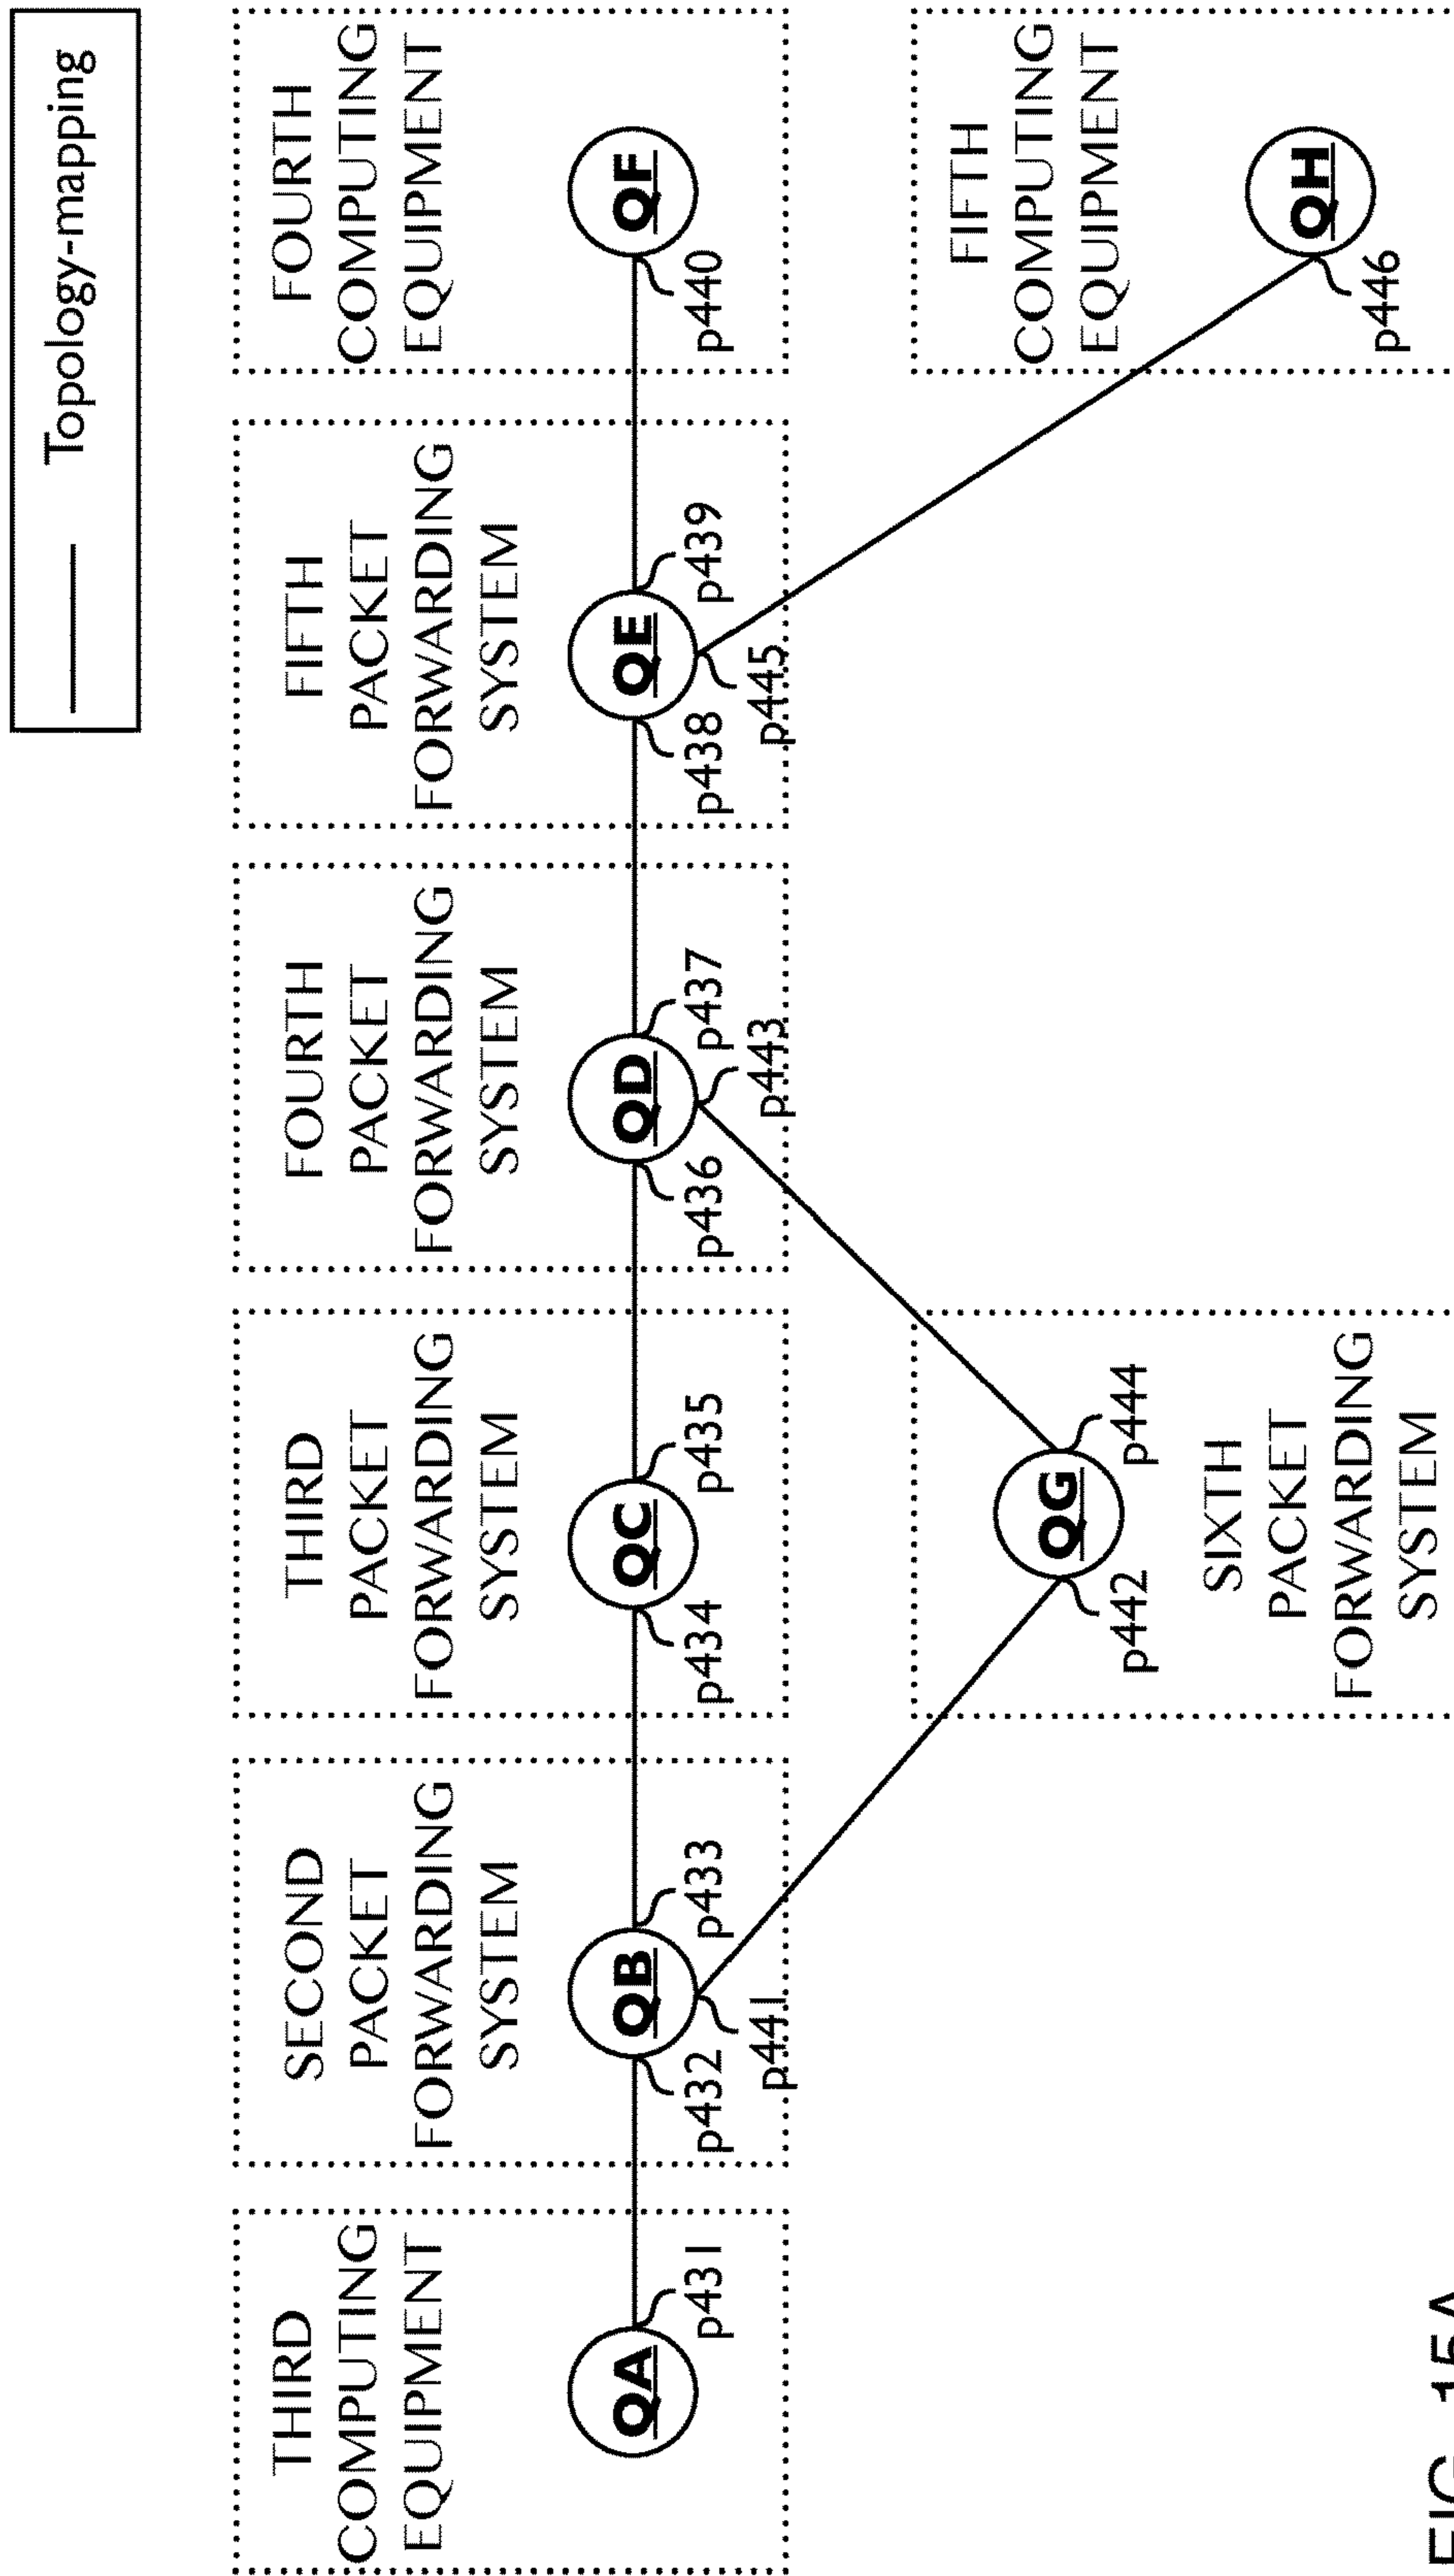 Topology-mapping
THIRD
COMPUTING
EQUIPMENT
QA
p431
SECOND
PACKET
FORWARDING
SYSTEM
QB
p432
p433
p441
THIRD
PACKET
FORWARDING
SYSTEM
QC
p434
p435
FOURTH
PACKET
FORWARDING
SYSTEM
QD
p436
p437
p443
FIFTH
PACKET
FORWARDING
SYSTEM
QE
p438
p439
p445
FOURTH
COMPUTING
EQUIPMENT
QF
p440
QG
p442
p444
SIXTH
PACKET
FORWARDING
SYSTEM
FIFTH
COMPUTING
EQUIPMENT
QH
p446
FIG. 15A